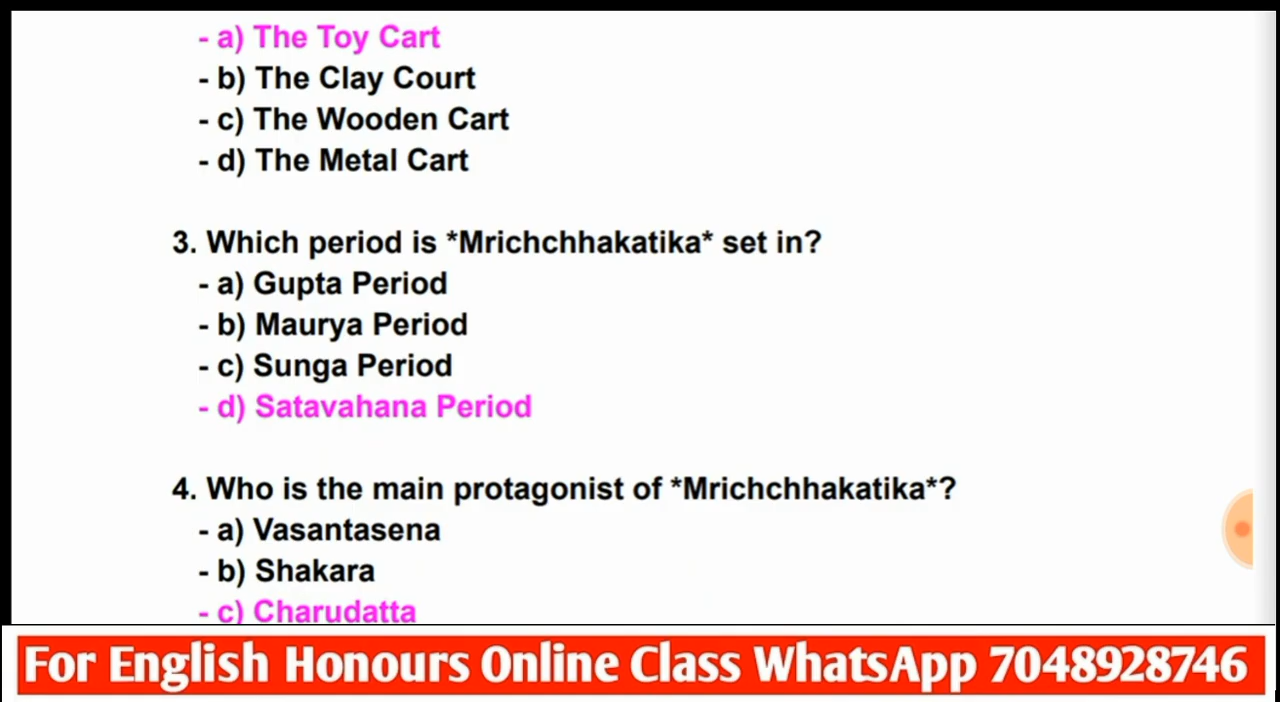 - a) The Toy Cart
- b) The Clay Court
- c) The Wooden Cart
- d) The Metal Cart
3. Which period is *Mrichchhakatika* set in?
- a) Gupta Period
- b) Maurya Period
- c) Sunga Period
- d) Satavahana Period
4. Who is the main protagonist of *Mrichchhakatika*?
- a) Vasantasena
- b) Shakara
- c) Charudatta
For English Honours Online Class WhatsApp 7048928746